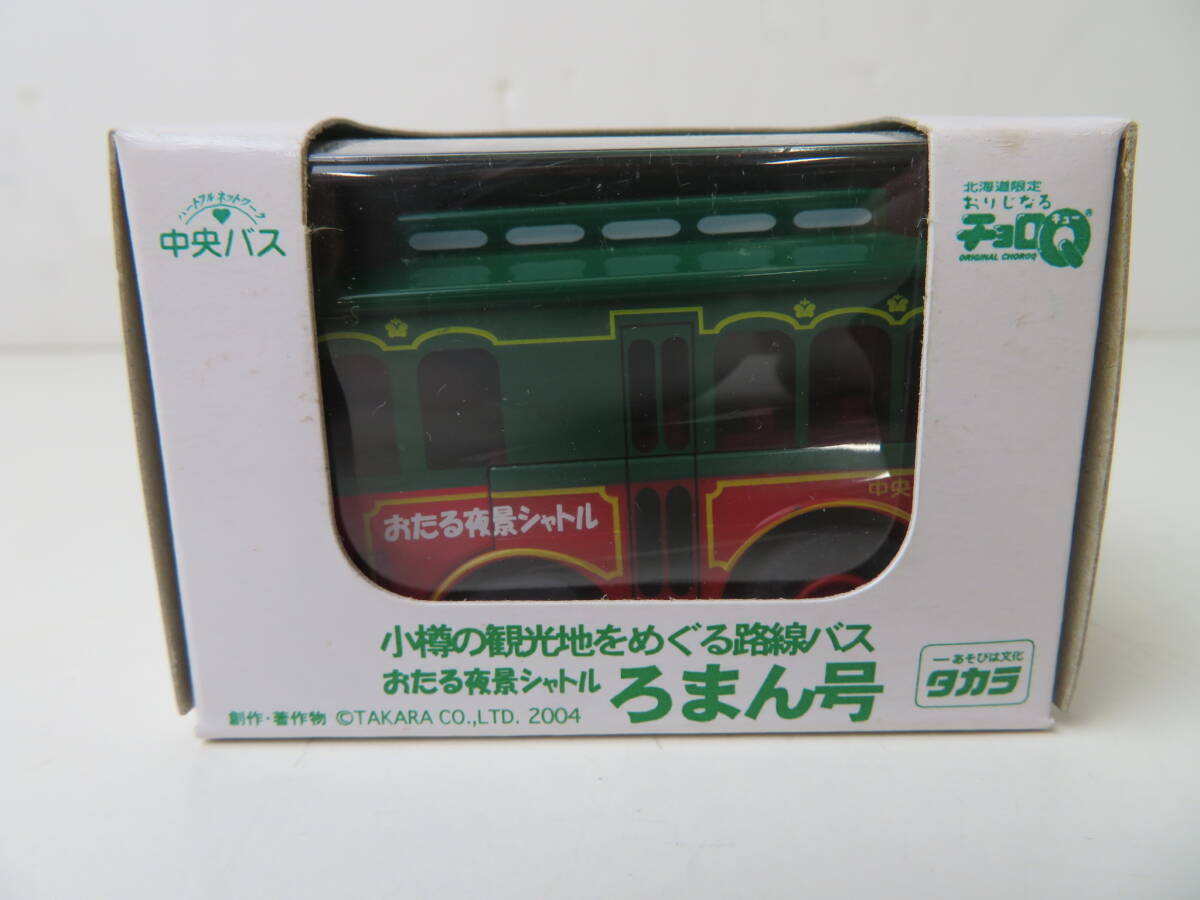 ハートフルネットワーク
中央バス
北海道限定
おりじなる
チョロQ®
キュー
ORIGINAL CHOROQ
中央
おたる夜景シャトル
小樽の観光地をめぐる路線バス
おたる夜景シャトル ろまん号
創作・著作物 ©TAKARA CO.,LTD. 2004
ーあそびは文化
タカラ